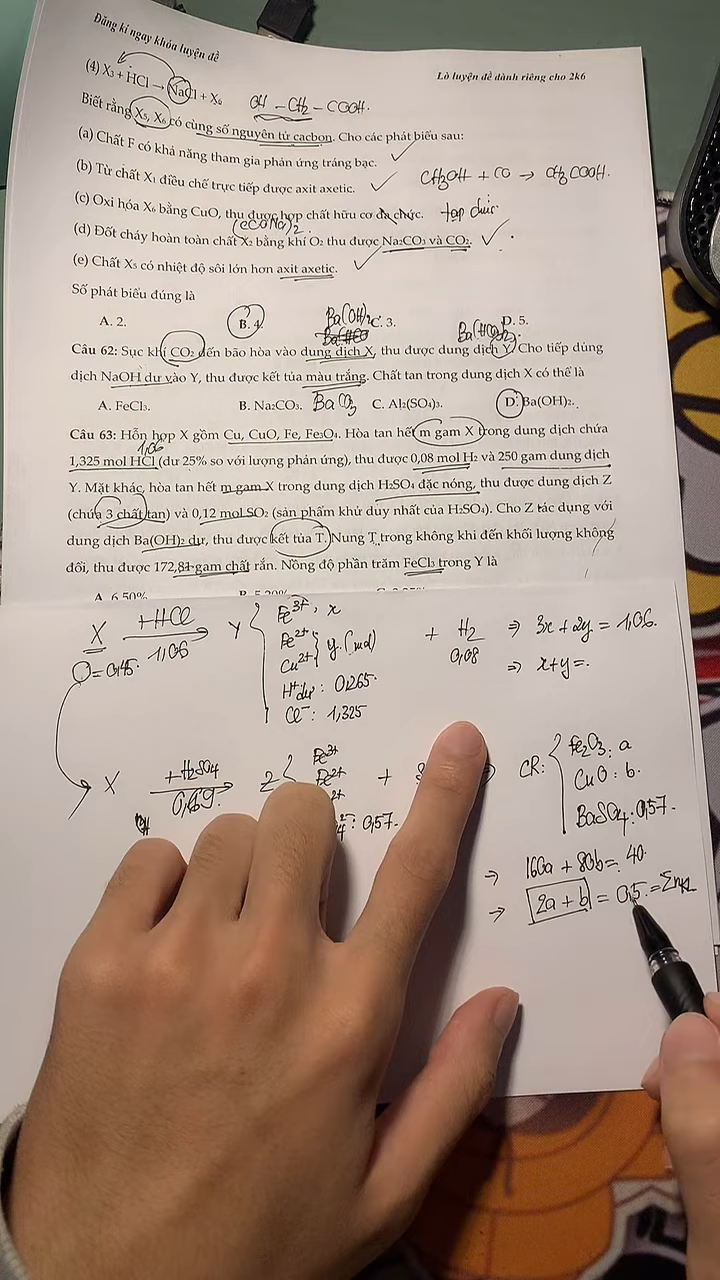 Đăng kí ngay khóa luyện đề
Lò luyện đề dành riêng cho 2k6
(4) X₃ + HCl → NaCl + X₆
OH - CH₂ - COOH.
Biết rằng X₅, X₆ có cùng số nguyên tử cacbon. Cho các phát biểu sau:
(a) Chất F có khả năng tham gia phản ứng tráng bạc.
CH₃OH + CO → CH₃COOH.
(b) Từ chất X₁ điều chế trực tiếp được axit axetic.
(c) Oxi hóa X₆ bằng CuO, thu được hợp chất hữu cơ đa chức. tạp chức.
(COONa)₂.
(d) Đốt cháy hoàn toàn chất X₂ bằng khí O₂ thu được Na₂CO₃ và CO₂.
(e) Chất X₅ có nhiệt độ sôi lớn hơn axit axetic.
Số phát biểu đúng là
A. 2. B. 4. C. 3. D. 5.
Ba(OH)₂
Câu 62: Sục khí CO₂ đến bão hòa vào dung dịch X, thu được dung dịch Y. Cho tiếp dung
dịch NaOH dư vào Y, thu được kết tủa màu trắng. Chất tan trong dung dịch X có thể là
A. FeCl₃. B. Na₂CO₃. BaCO₃ C. Al₂(SO₄)₃. D. Ba(OH)₂.
Câu 63: Hỗn hợp X gồm Cu, CuO, Fe, Fe₃O₄. Hòa tan hết m gam X trong dung dịch chứa
1,06
1,325 mol HCl (dư 25% so với lượng phản ứng), thu được 0,08 mol H₂ và 250 gam dung dịch
Y. Mặt khác, hòa tan hết m gam X trong dung dịch H₂SO₄ đặc nóng, thu được dung dịch Z
(chứa 3 chất tan) và 0,12 mol SO₂ (sản phẩm khử duy nhất của H₂SO₄). Cho Z tác dụng với
dung dịch Ba(OH)₂ dư, thu được kết tủa T. Nung T trong không khí đến khối lượng không
đổi, thu được 172,81 gam chất rắn. Nồng độ phần trăm FeCl₃ trong Y là
A. 6,50%
X +HCl 1,06 → Y
O = 0,45.
Fe³⁺: x
Fe²⁺
Cu²⁺ } y (mol)
H⁺dư: 0,265.
Cl⁻: 1,325
+ H₂ 0,08
⇒ 3x + 2y = 1,06.
⇒ x + y =.
X +H₂SO₄ 0,69 → Z
Fe³⁺
Fe²⁺
: 0,57.
+
CR:
Fe₂O₃: a
CuO: b.
BaSO₄: 0,57.
⇒ 160a + 80b = 40.
⇒ 2a + b = 0,5. =